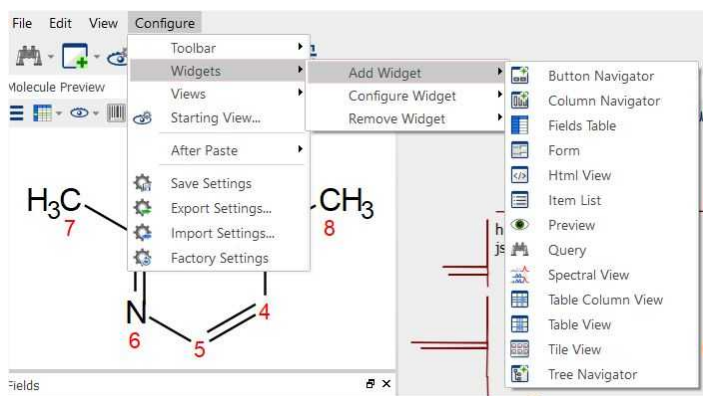 File Edit View Configure
Toolbar
Widgets
Views
Starting View...
After Paste
Save Settings
Export Settings...
Import Settings...
Factory Settings
Add Widget
Configure Widget
Remove Widget
Button Navigator
Column Navigator
Fields Table
Form
Html View
Item List
Preview
Query
Spectral View
Table Column View
Table View
Tile View
Tree Navigator
Molecule Preview
H3C
7
CH3
8
N
6
5
4
h
js
Fields